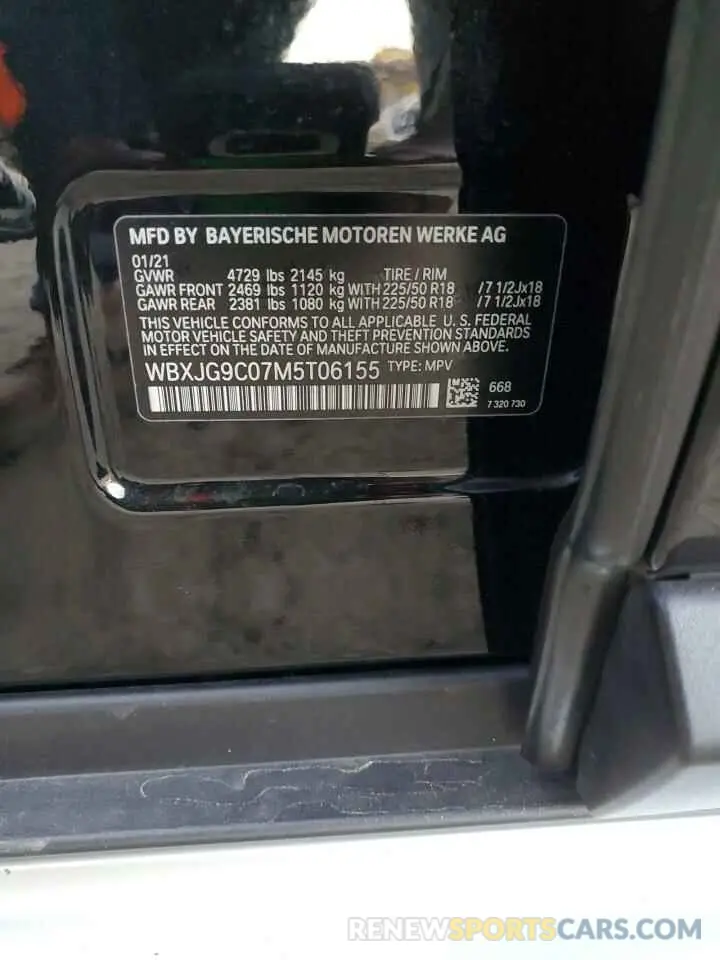 MFD BY BAYERISCHE MOTOREN WERKE AG
01/21
GVWR 4729 lbs 2145 kg TIRE / RIM
GAWR FRONT 2469 lbs 1120 kg WITH 225/50 R18 /7 1/2Jx18
GAWR REAR 2381 lbs 1080 kg WITH 225/50 R18 /7 1/2Jx18
THIS VEHICLE CONFORMS TO ALL APPLICABLE U. S. FEDERAL
MOTOR VEHICLE SAFETY AND THEFT PREVENTION STANDARDS
IN EFFECT ON THE DATE OF MANUFACTURE SHOWN ABOVE.
WBXJG9C07M5T06155 TYPE: MPV
668
7 320 730
RENEWSPORTSCARS.COM